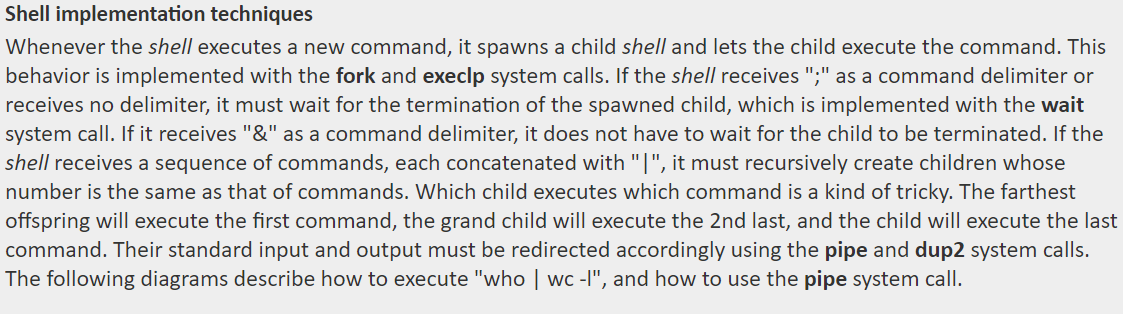 Shell implementation techniques
Whenever the shell executes a new command, it spawns a child shell and lets the child execute the command. This
behavior is implemented with the fork and execlp system calls. If the shell receives ";" as a command delimiter or
receives no delimiter, it must wait for the termination of the spawned child, which is implemented with the wait
system call. If it receives "&" as a command delimiter, it does not have to wait for the child to be terminated. If the
shell receives a sequence of commands, each concatenated with "|", it must recursively create children whose
number is the same as that of commands. Which child executes which command is a kind of tricky. The farthest
offspring will execute the first command, the grand child will execute the 2nd last, and the child will execute the last
command. Their standard input and output must be redirected accordingly using the pipe and dup2 system calls.
The following diagrams describe how to execute "who | wc -l", and how to use the pipe system call.